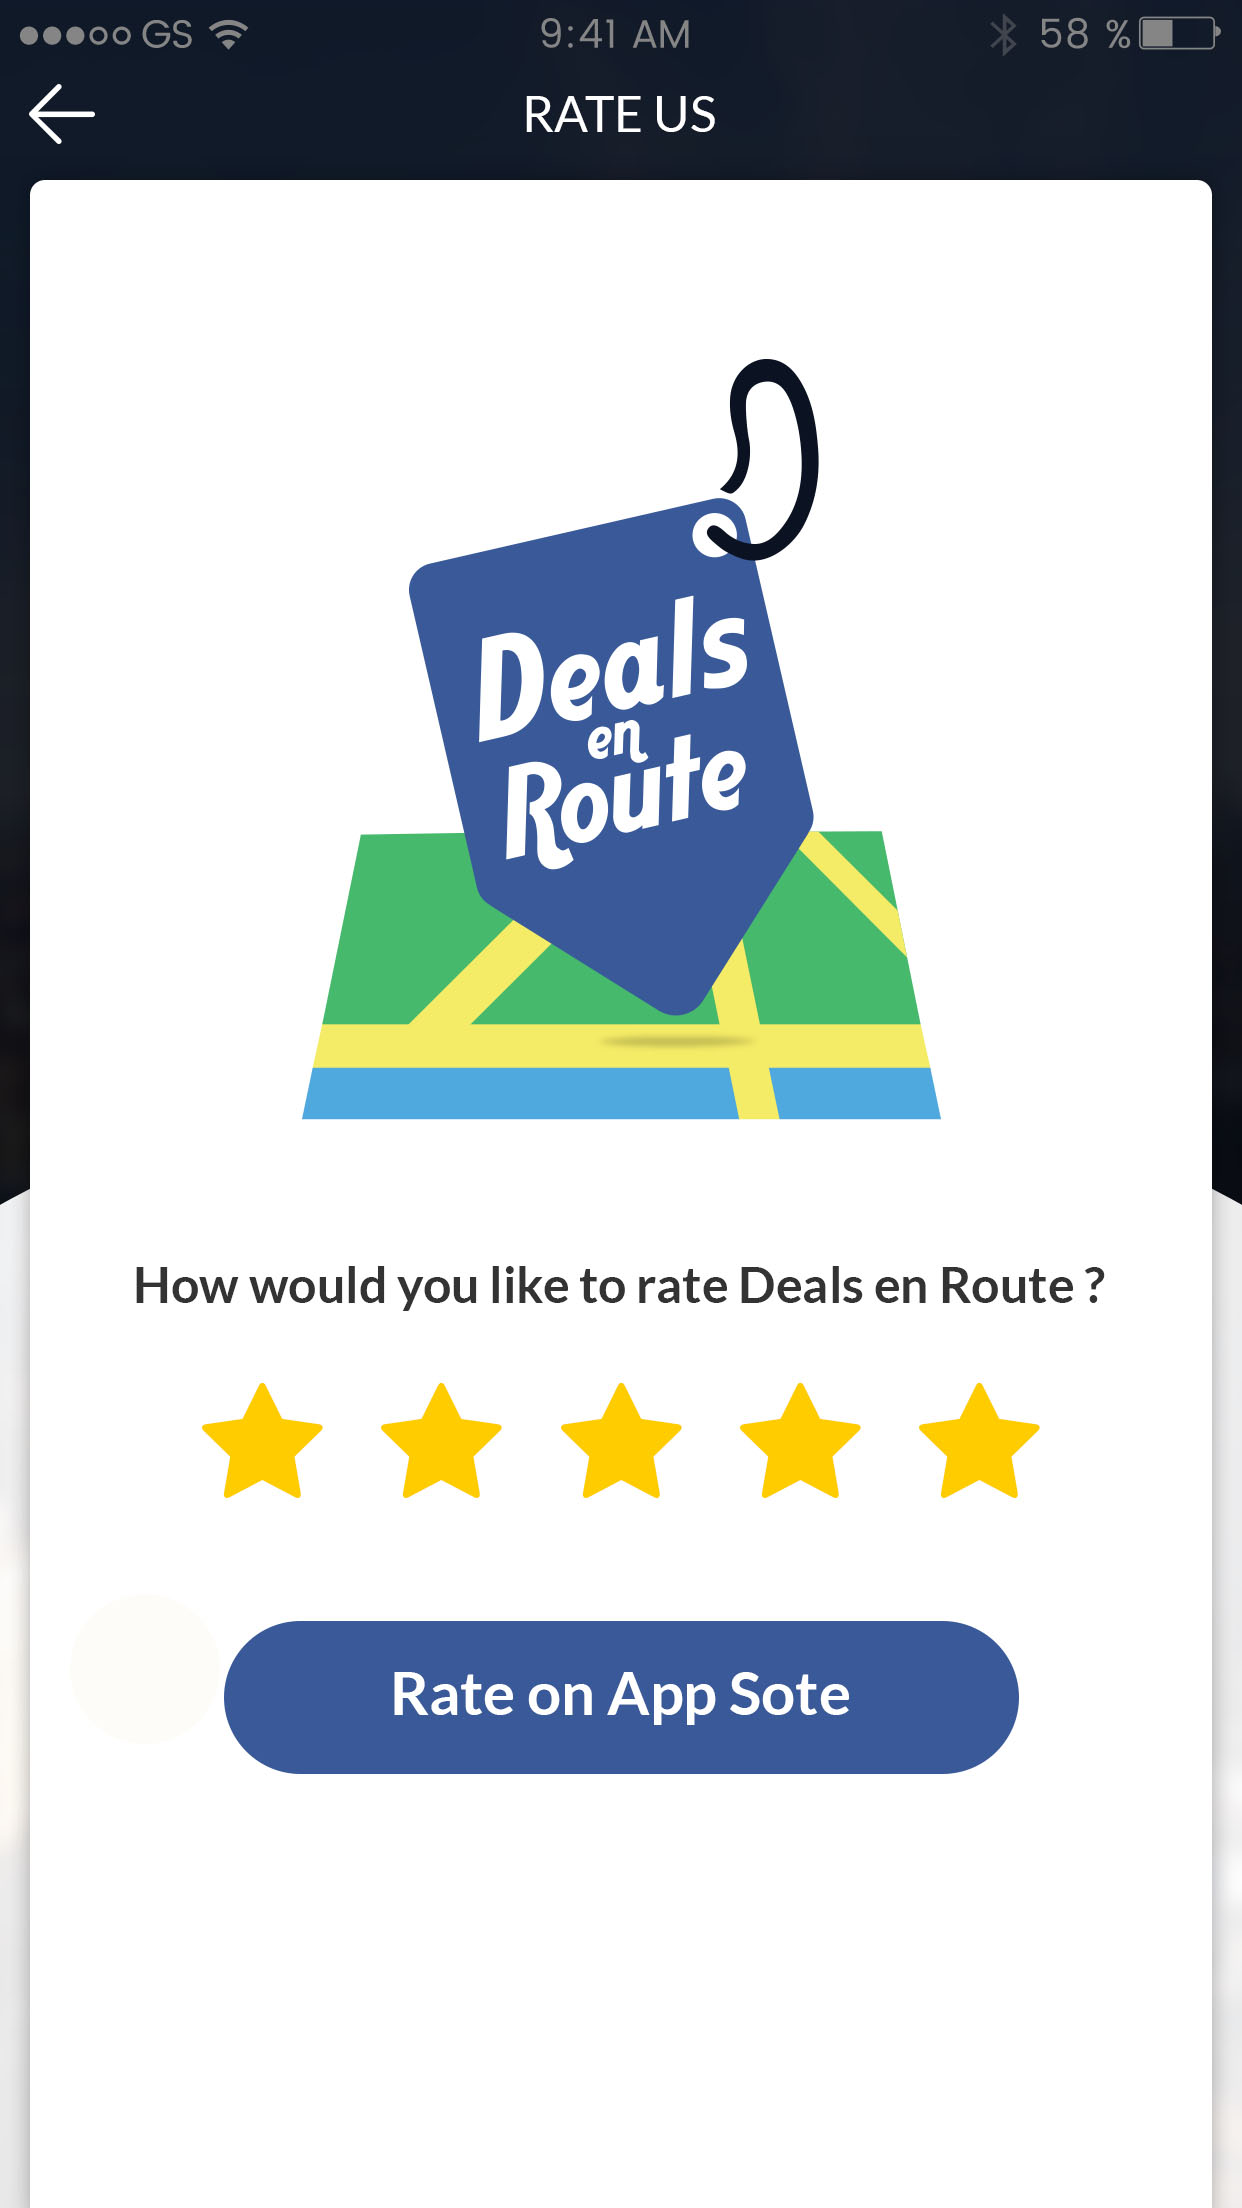 GS 9:41 AM 58 %
RATE US
Deals
en
Route
How would you like to rate Deals en Route ?
Rate on App Sote